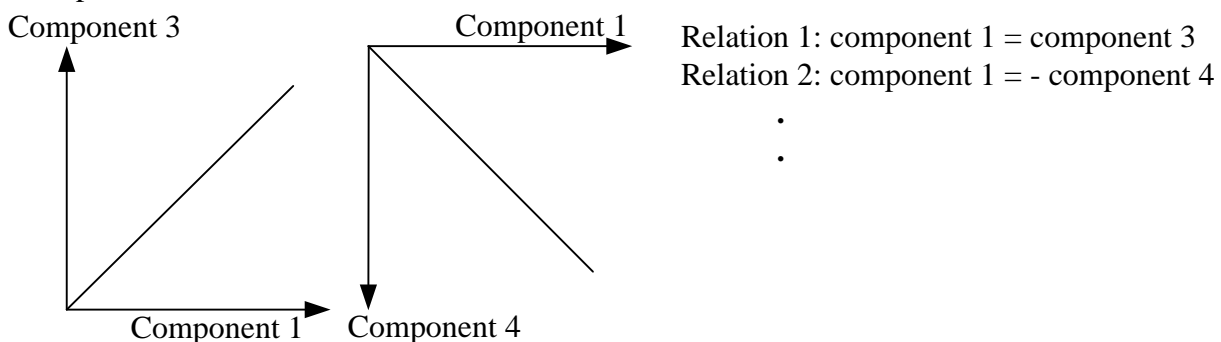 Component 3
Component 1
Component 1
Component 4
Relation 1: component 1 = component 3
Relation 2: component 1 = - component 4
.
.